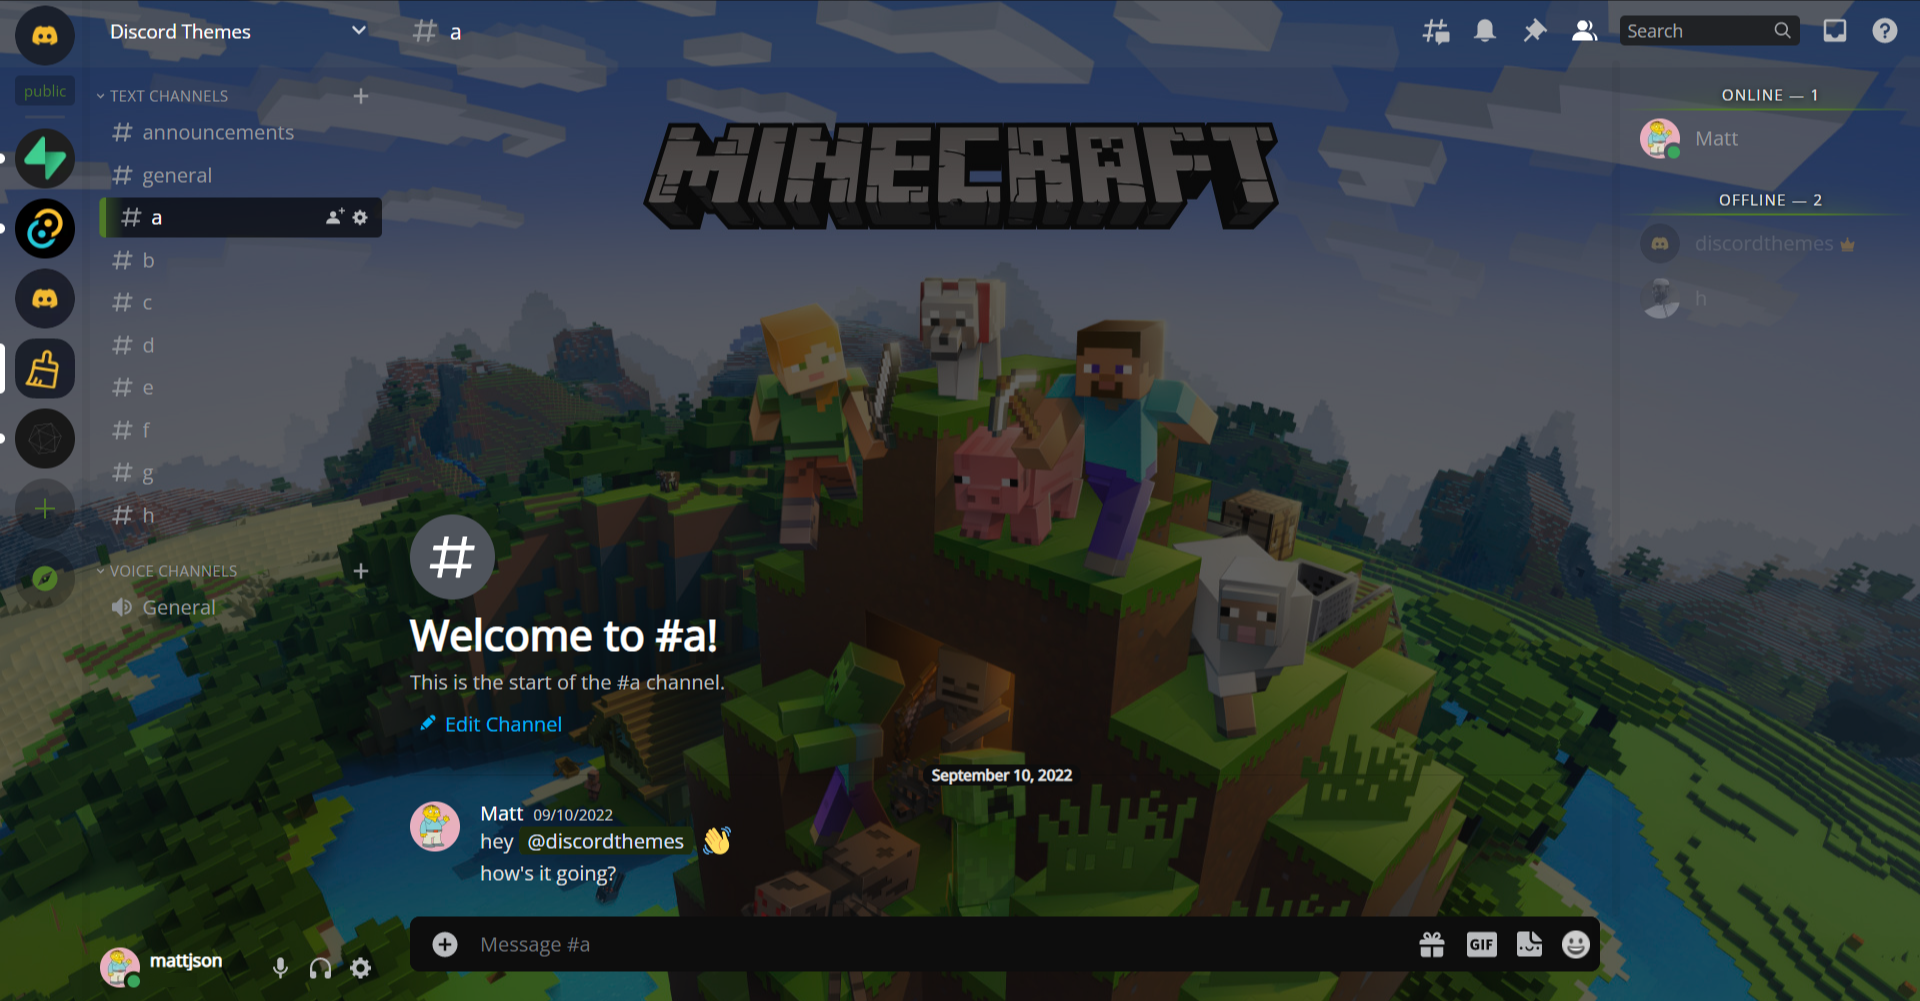 Discord Themes
a
Search
public
TEXT CHANNELS
announcements
general
a
b
c
d
e
f
g
h
VOICE CHANNELS
General
mattjson
MINECRAFT
#
Welcome to #a!
This is the start of the #a channel.
Edit Channel
September 10, 2022
Matt 09/10/2022
hey @discordthemes 👋
how's it going?
Message #a
GIF
ONLINE — 1
Matt
OFFLINE — 2
discordthemes
h